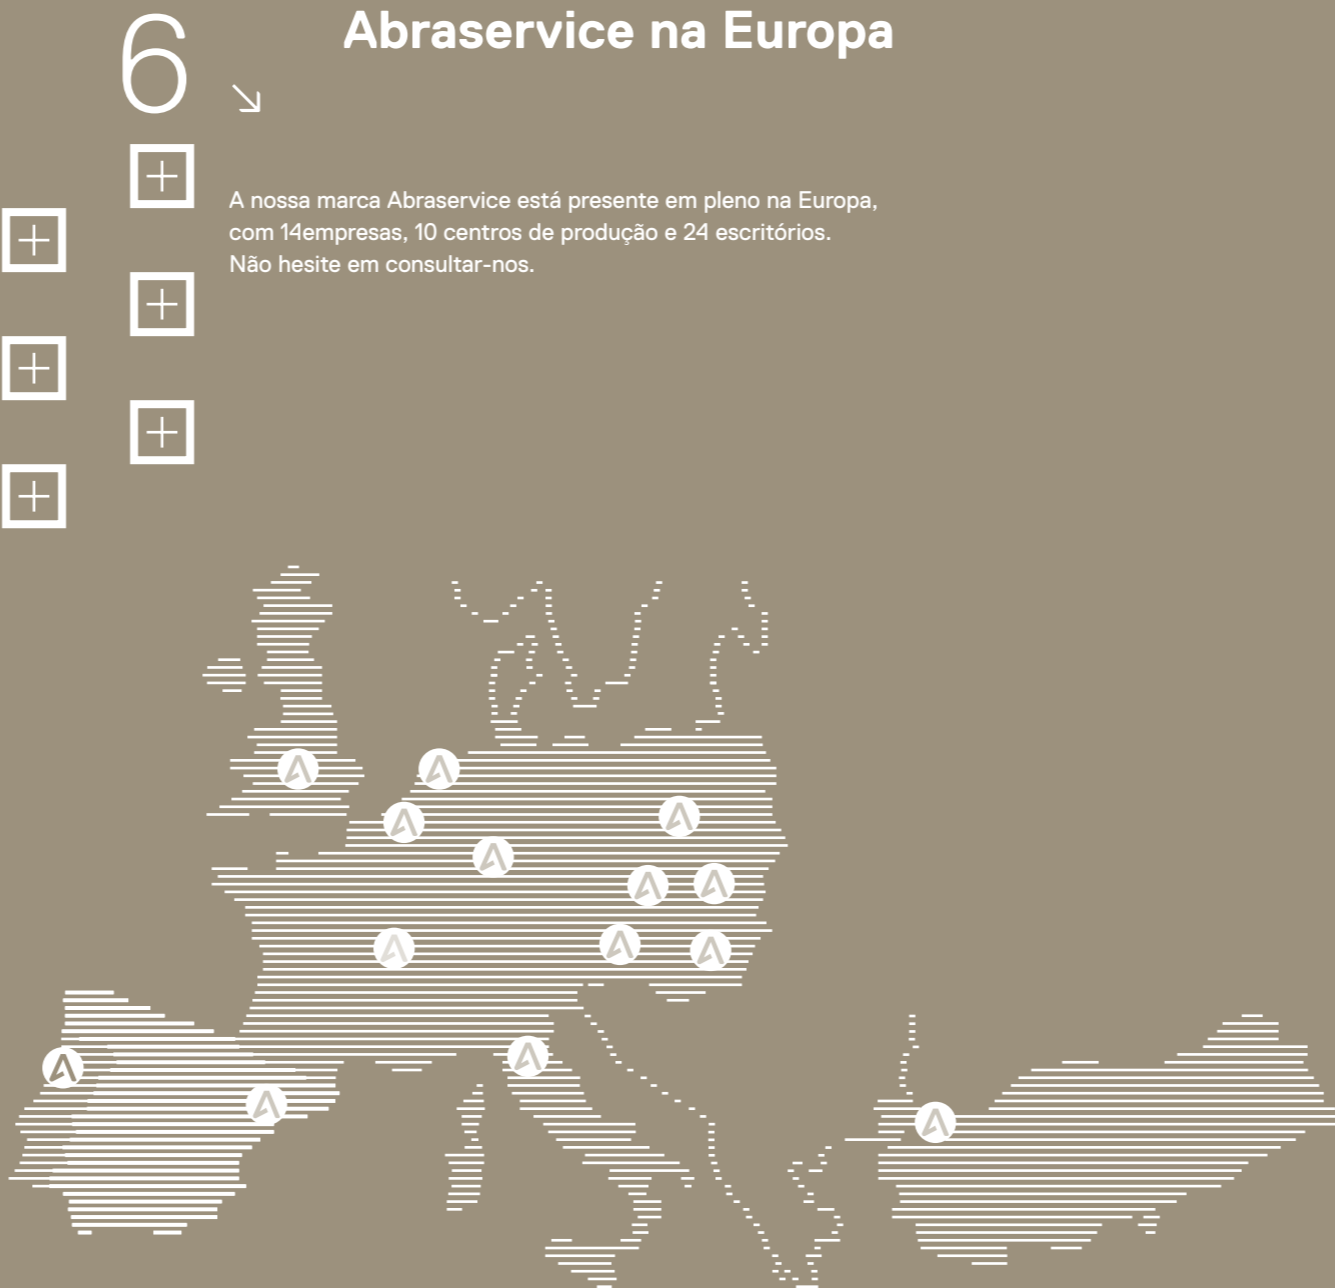 6
Abraservice na Europa
A nossa marca Abraservice está presente em pleno na Europa,
com 14empresas, 10 centros de produção e 24 escritórios.
Não hesite em consultar-nos.